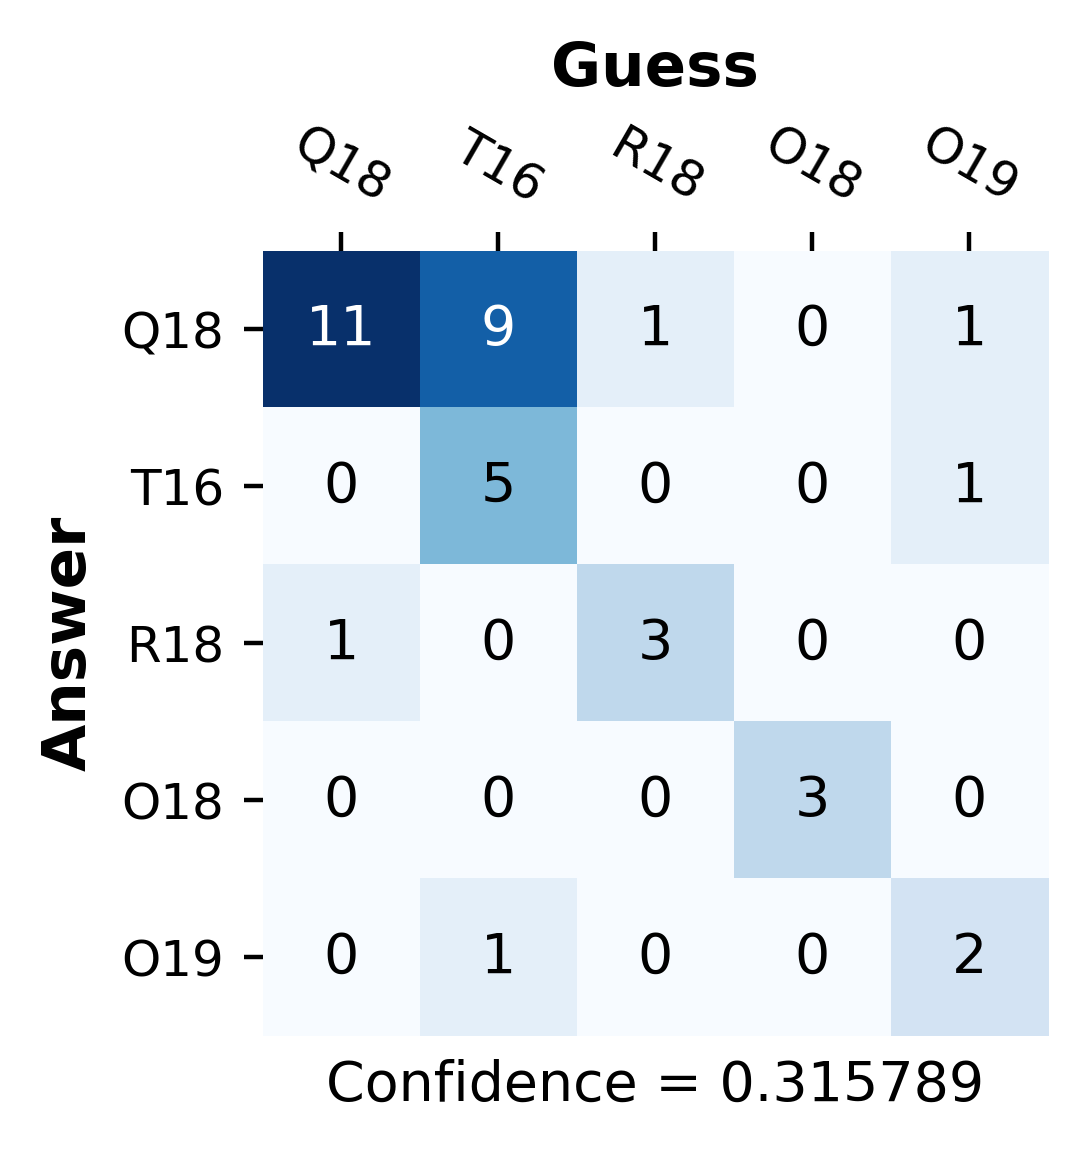 Guess
Q18 T16 R18 O18 O19
Q18 11 9 1 0 1
T16 0 5 0 0 1
R18 1 0 3 0 0
O18 0 0 0 3 0
O19 0 1 0 0 2
Answer
Confidence = 0.315789